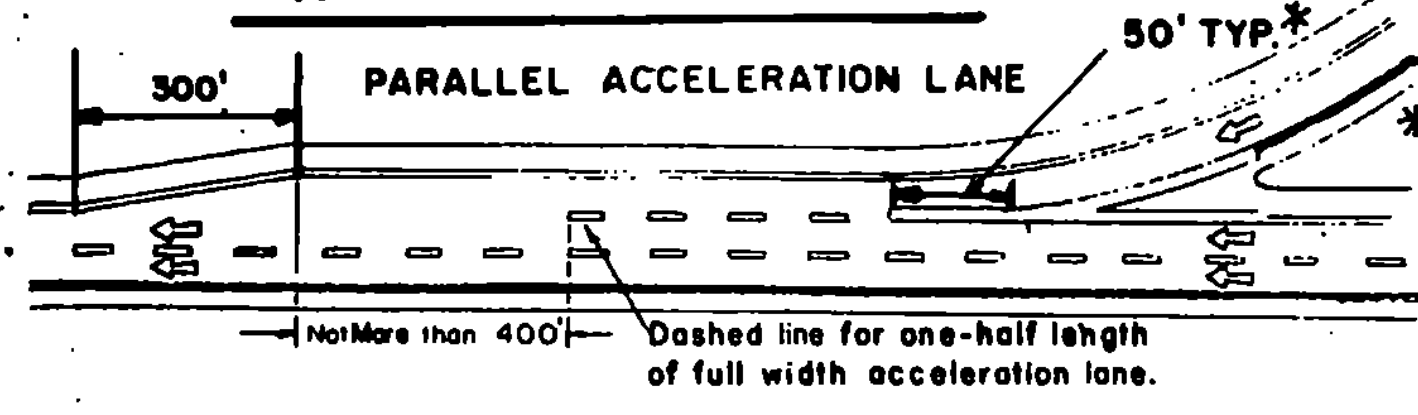 50' TYP.*
300'
PARALLEL ACCELERATION LANE
*
Not More than 400'
Dashed line for one-half length
of full width acceleration lane.